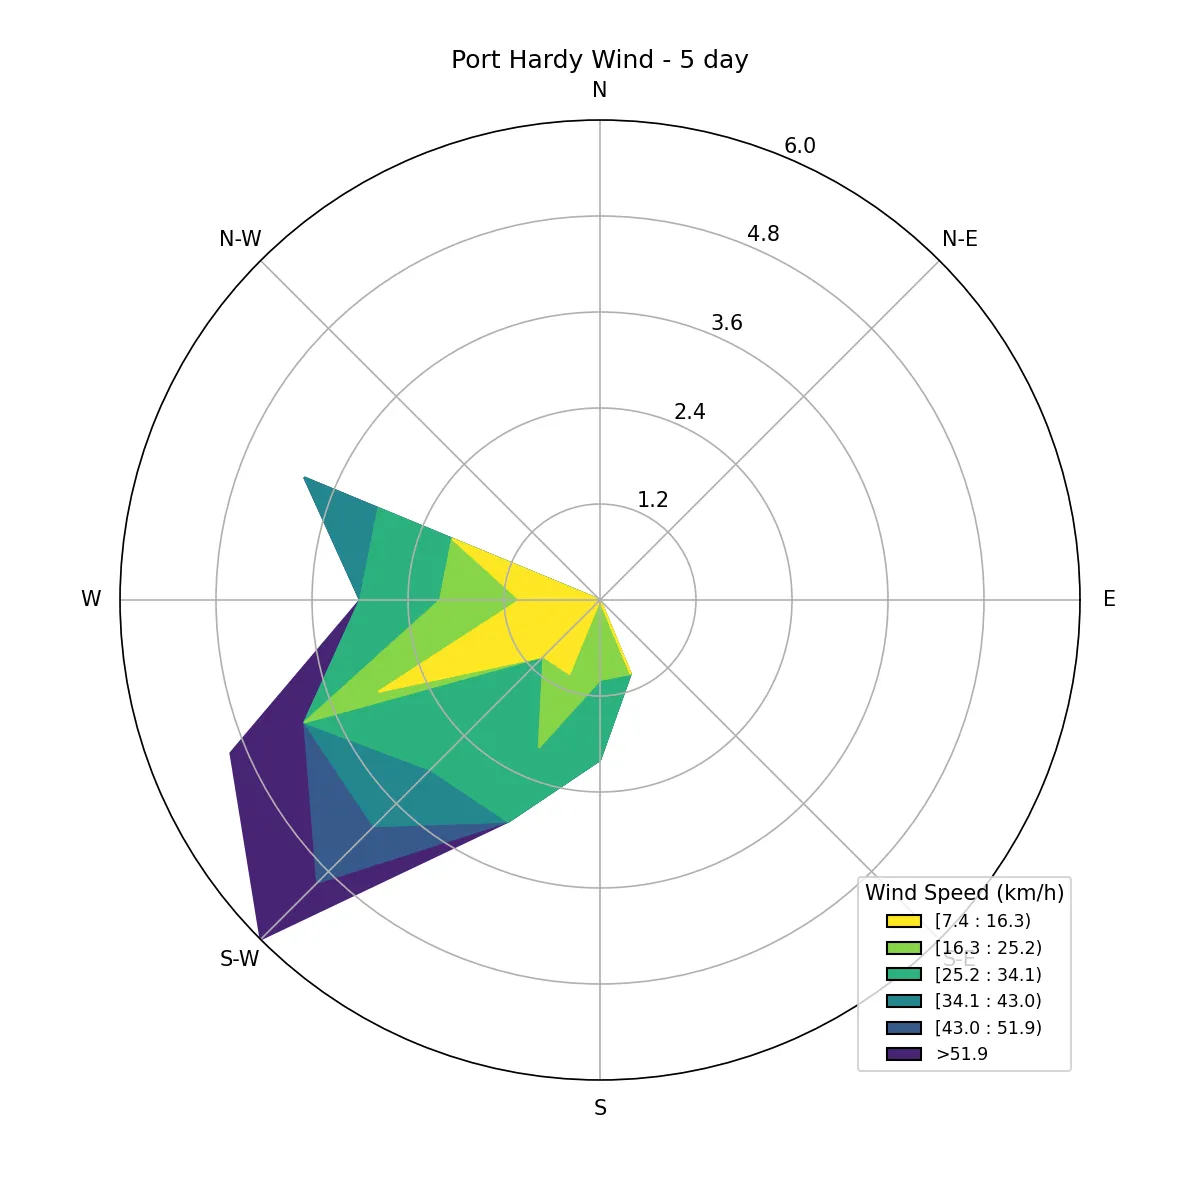 Port Hardy Wind - 5 day
N
6.0
4.8
N-W
N-E
3.6
2.4
1.2
W
E
S-W
S-E
S
Wind Speed (km/h)
[7.4 : 16.3)
[16.3 : 25.2)
[25.2 : 34.1)
[34.1 : 43.0)
[43.0 : 51.9)
>51.9